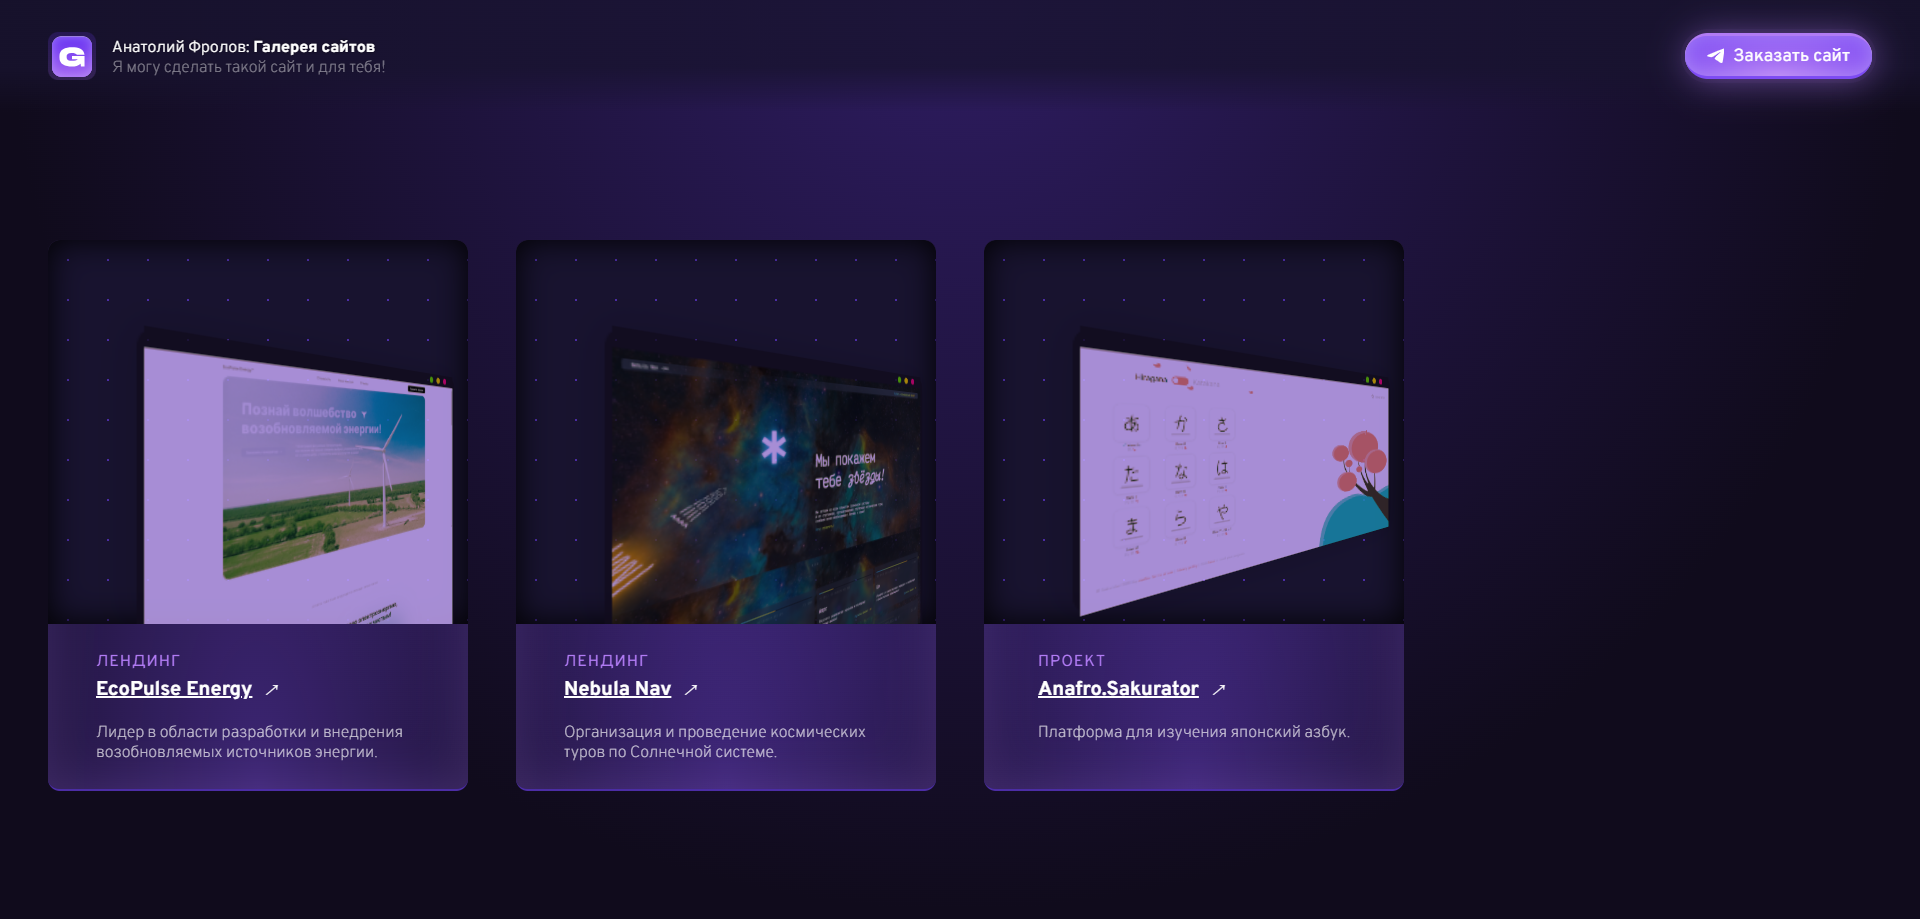 G
Анатолий Фролов: Галерея сайтов
Я могу сделать такой сайт и для тебя!
Заказать сайт
Познай волшебство
возобновляемой энергии!
ЛЕНДИНГ
EcoPulse Energy ↗
Лидер в области разработки и внедрения
возобновляемых источников энергии.
Nebula Nav
Мы покажем
тебе звёзды!
ЛЕНДИНГ
Nebula Nav ↗
Организация и проведение космических
туров по Солнечной системе.
Hiragana
あ か さ
た な は
ま ら や
ПРОЕКТ
Anafro.Sakurator ↗
Платформа для изучения японский азбук.